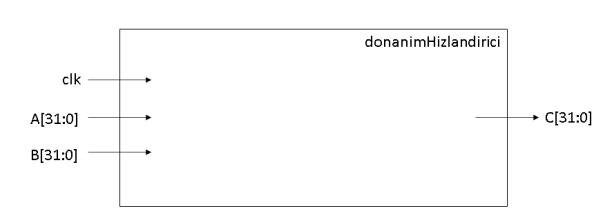 donanimHizlandirici
clk
A[31:0]
C[31:0]
B[31:0]